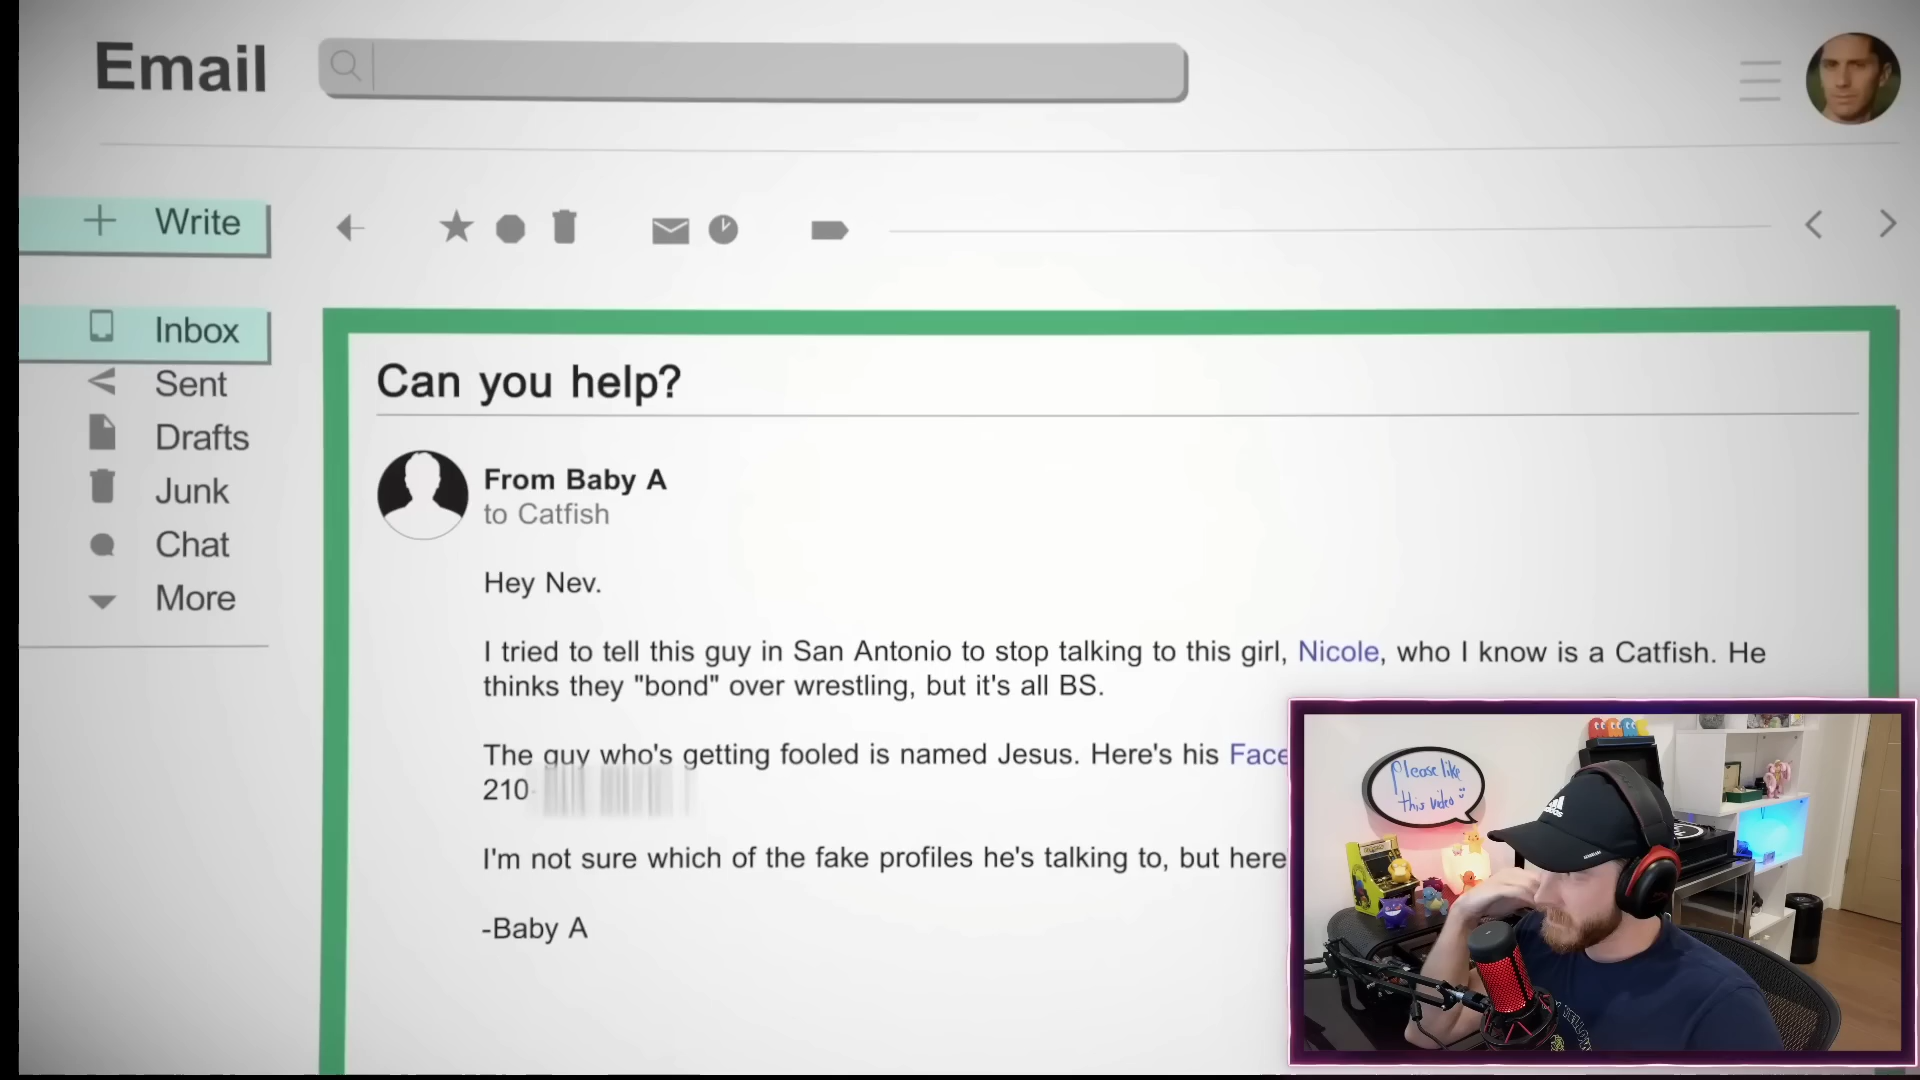 Email
Write
Inbox
Sent
Drafts
Junk
Chat
More
Can you help?
From Baby A
to Catfish
Hey Nev.
I tried to tell this guy in San Antonio to stop talking to this girl, Nicole, who I know is a Catfish. He
thinks they "bond" over wrestling, but it's all BS.
The guy who's getting fooled is named Jesus. Here's his Face
210
I'm not sure which of the fake profiles he's talking to, but here'
-Baby A
Please like
this video
adidas